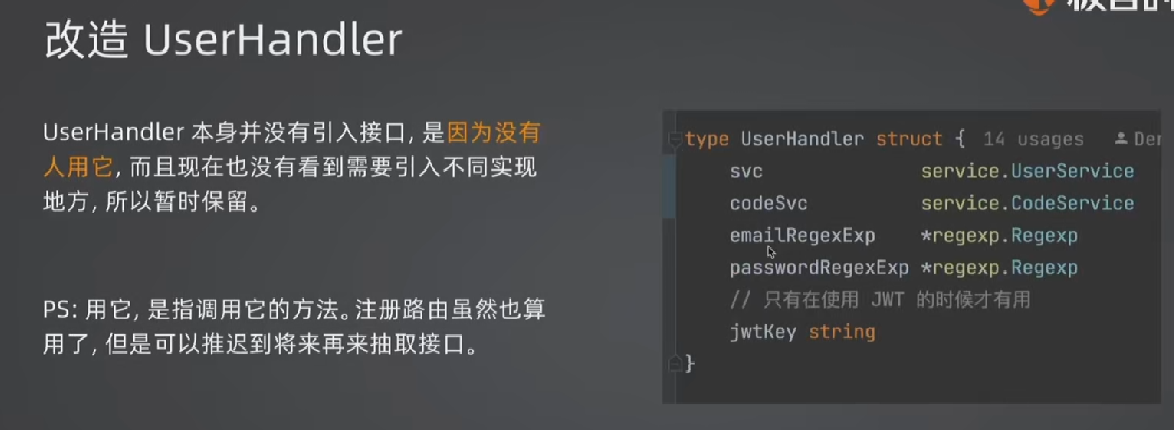 改造 UserHandler
UserHandler 本身并没有引入接口, 是因为没有
人用它, 而且现在也没有看到需要引入不同实现
地方, 所以暂时保留。
PS: 用它, 是指调用它的方法。注册路由虽然也算
用了, 但是可以推迟到将来再来抽取接口。
type UserHandler struct { 14 usages
svc service.UserService
codeSvc service.CodeService
emailRegexExp *regexp.Regexp
passwordRegexExp *regexp.Regexp
// 只有在使用 JWT 的时候才有用
jwtKey string
}